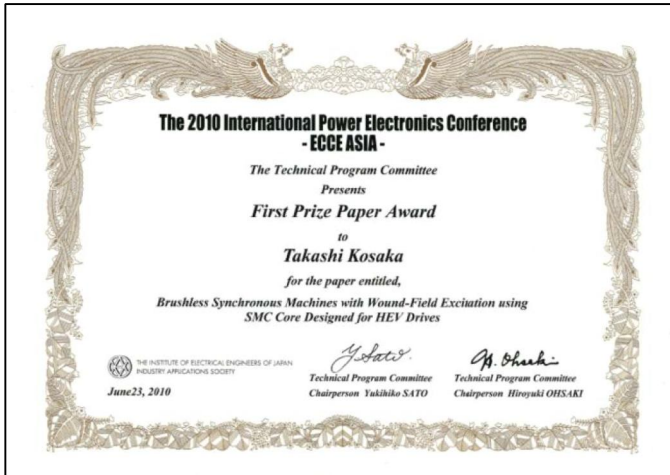 The 2010 International Power Electronics Conference
- ECCE ASIA -
The Technical Program Committee
Presents
First Prize Paper Award
to
Takashi Kosaka
for the paper entitled,
Brushless Synchronous Machines with Wound-Field Excitation using
SMC Core Designed for HEV Drives
THE INSTITUTE OF ELECTRICAL ENGINEERS OF JAPAN
INDUSTRY APPLICATIONS SOCIETY
June23, 2010
Y. Sato.
Technical Program Committee
Chairperson Yukihiko SATO
H. Ohsaki
Technical Program Committee
Chairperson Hiroyuki OHSAKI